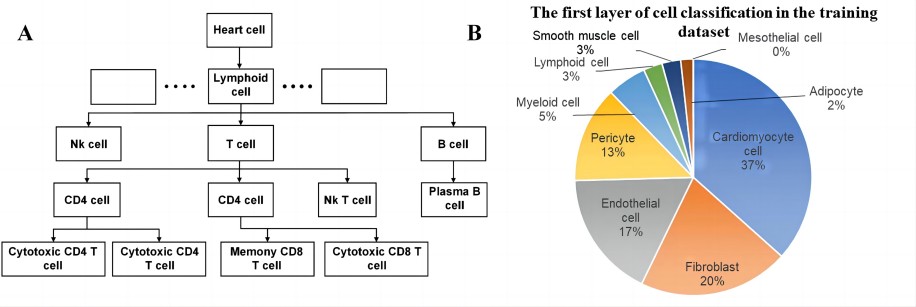 A
Heart cell
Lymphoid
cell
Nk cell
T cell
B cell
CD4 cell
CD4 cell
Nk T cell
Plasma B
cell
Cytotoxic CD4 T
cell
Cytotoxic CD4
T cell
Memony CD8
T cell
Cytotoxic CD8 T
cell
B
The first layer of cell classification in the training
dataset
Smooth muscle cell
3%
Mesothelial cell
0%
Lymphoid cell
3%
Adipocyte
2%
Myeloid cell
5%
Cardiomyocyte
cell
37%
Pericyte
13%
Endothelial
cell
17%
Fibroblast
20%